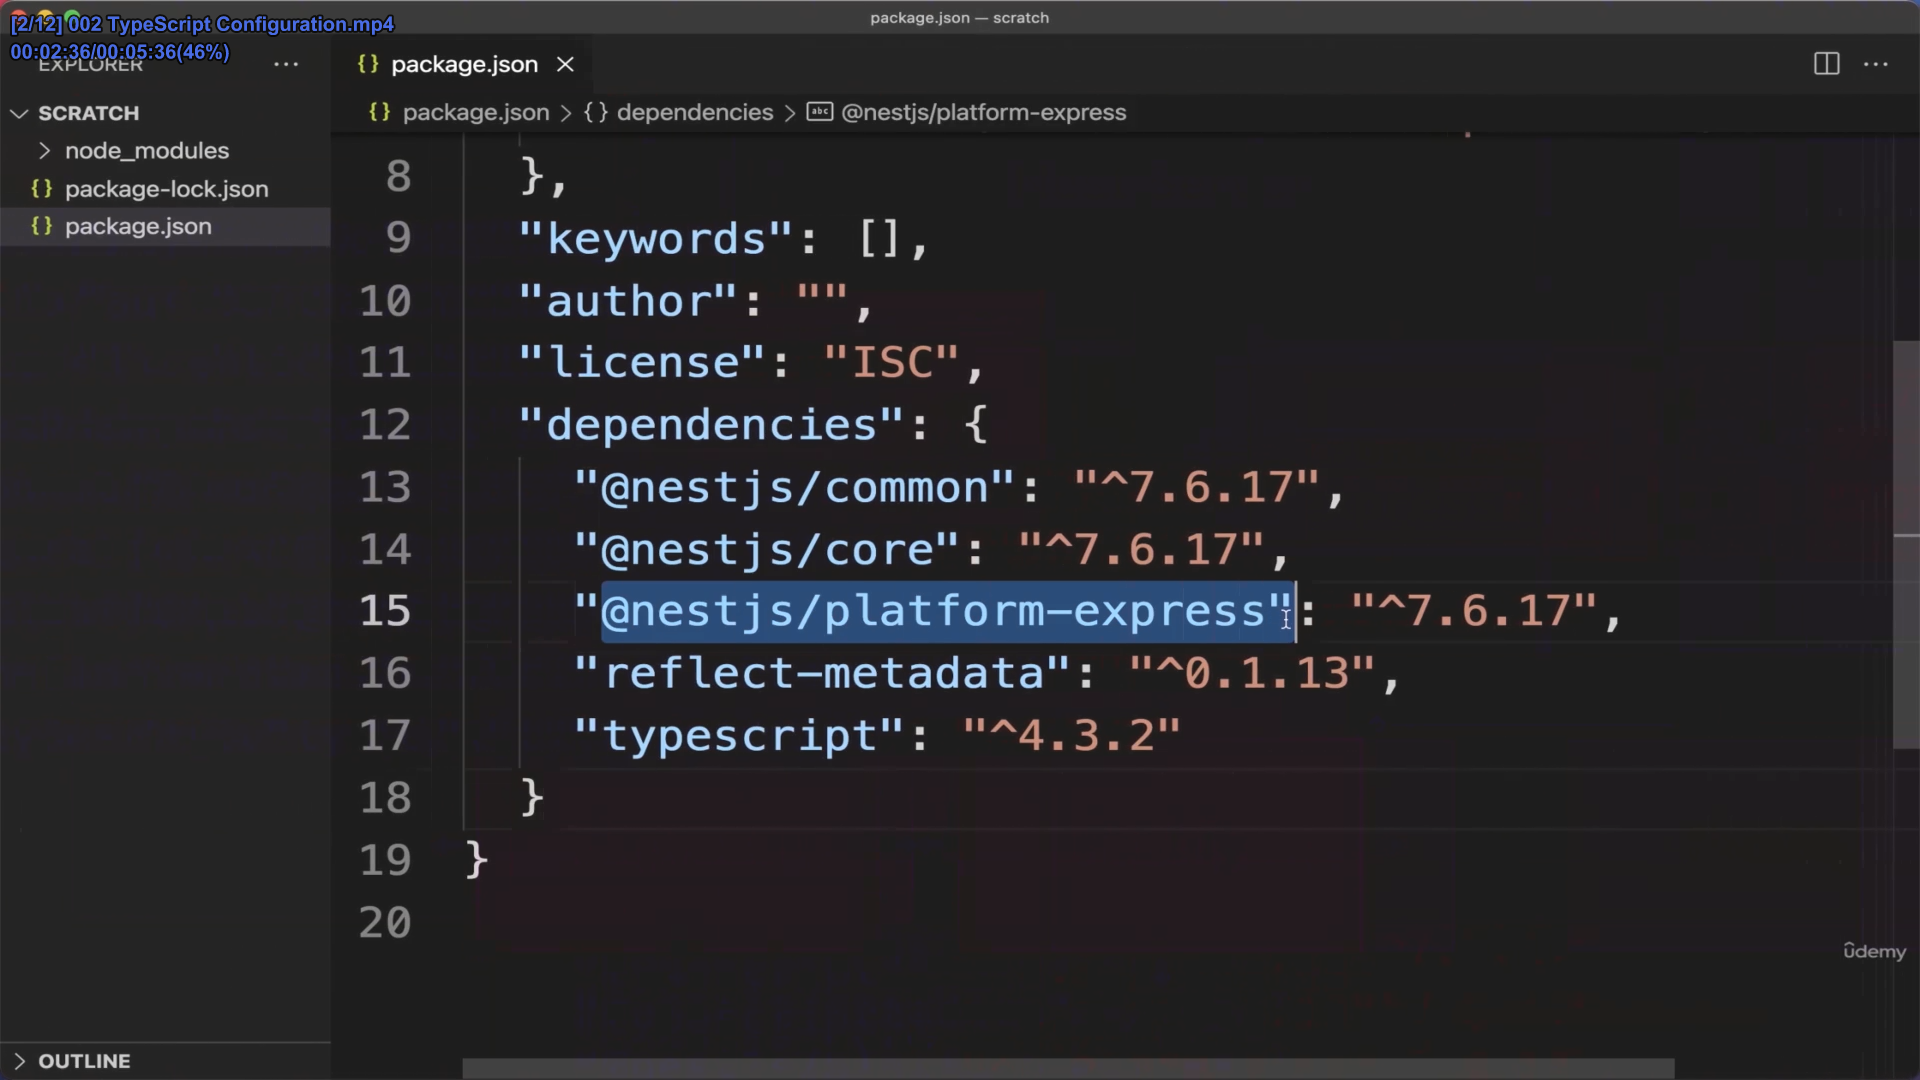 package.json — scratch
[2/12] 002 TypeScript Configuration.mp4
00:02:36/00:05:36(46%)
EXPLORER
{} package.json
{} package.json > {} dependencies > abc @nestjs/platform-express
SCRATCH
node_modules
{} package-lock.json
{} package.json
8 },
9 "keywords": [],
10 "author": "",
11 "license": "ISC",
12 "dependencies": {
13 "@nestjs/common": "^7.6.17",
14 "@nestjs/core": "^7.6.17",
15 "@nestjs/platform-express": "^7.6.17",
16 "reflect-metadata": "^0.1.13",
17 "typescript": "^4.3.2"
18 }
19 }
20
ûdemy
OUTLINE